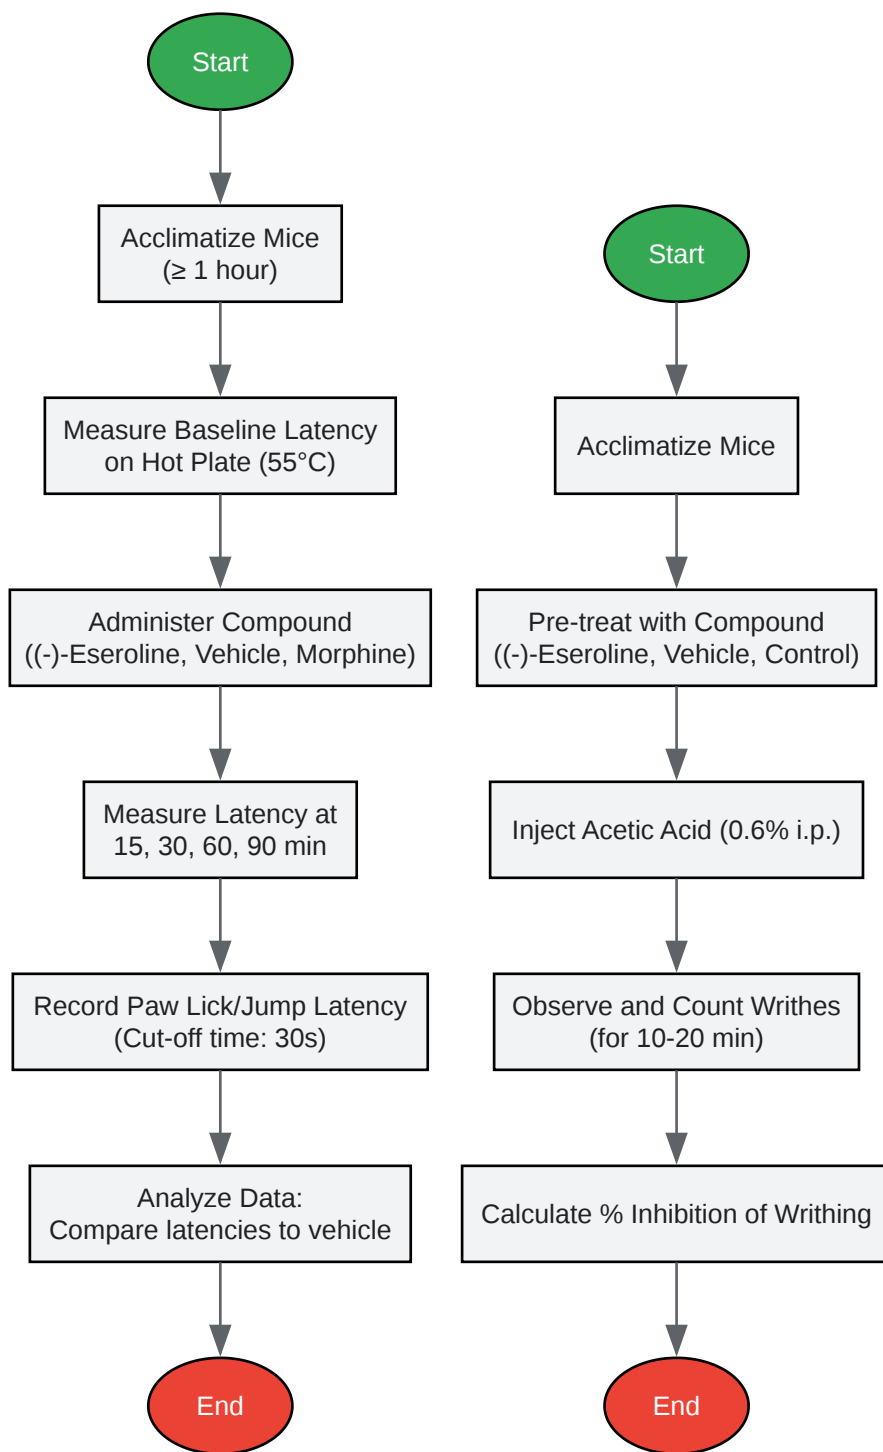 Start
Acclimatize Mice
(≥ 1 hour)
Measure Baseline Latency
on Hot Plate (55°C)
Administer Compound
((-)-Eseroline, Vehicle, Morphine)
Measure Latency at
15, 30, 60, 90 min
Record Paw Lick/Jump Latency
(Cut-off time: 30s)
Analyze Data:
Compare latencies to vehicle
End
Start
Acclimatize Mice
Pre-treat with Compound
((-)-Eseroline, Vehicle, Control)
Inject Acetic Acid (0.6% i.p.)
Observe and Count Writhes
(for 10-20 min)
Calculate % Inhibition of Writhing
End